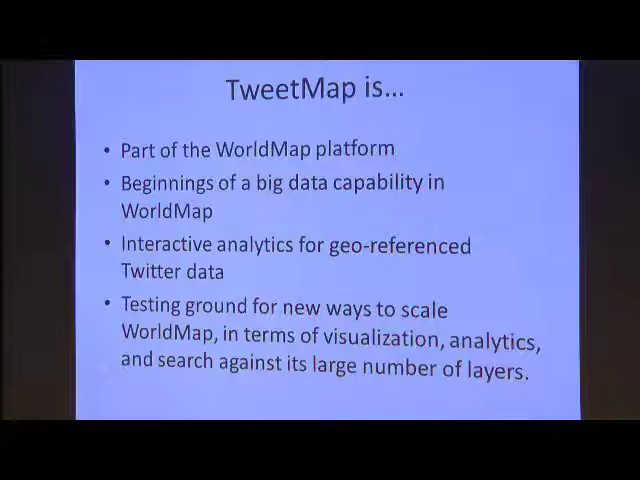 TweetMap is...
• Part of the WorldMap platform
• Beginnings of a big data capability in
WorldMap
• Interactive analytics for geo-referenced
Twitter data
• Testing ground for new ways to scale
WorldMap, in terms of visualization, analytics,
and search against its large number of layers.